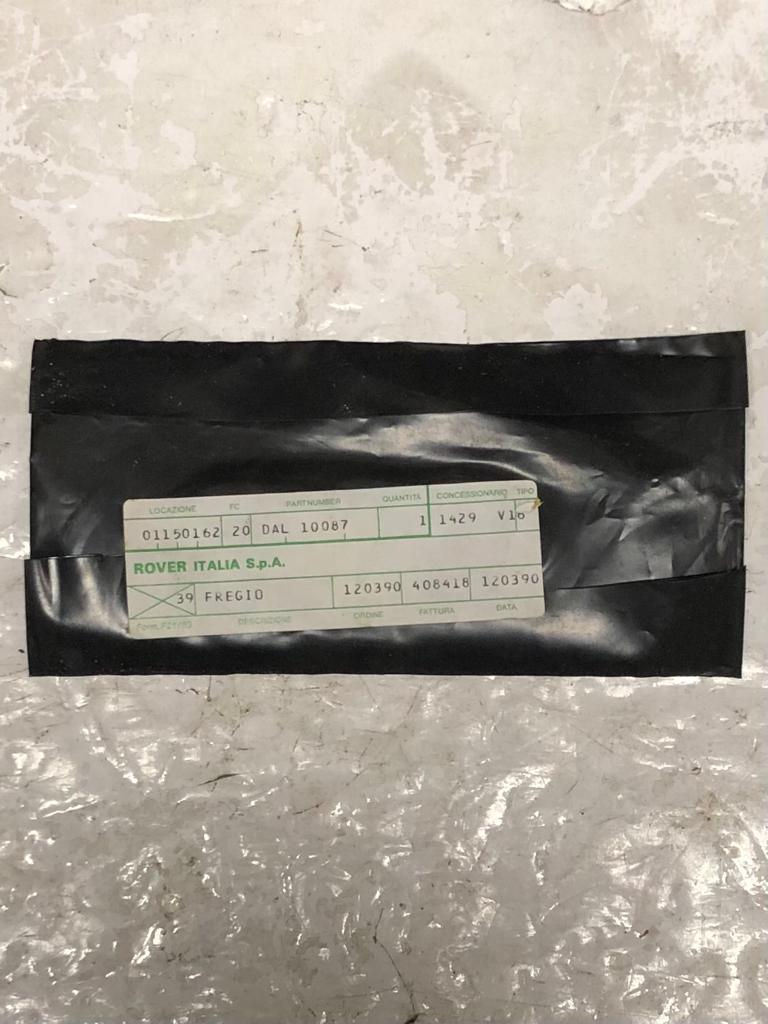 LOCAZIONE FC PARTNUMBER QUANTITÀ CONCESSIONARIO TIPO
01150162 20 DAL 10087 1 1429 V16
ROVER ITALIA S.p.A.
39 FREGIO 120390 408418 120390
DESCRIZIONE ORDINE FATTURA DATA